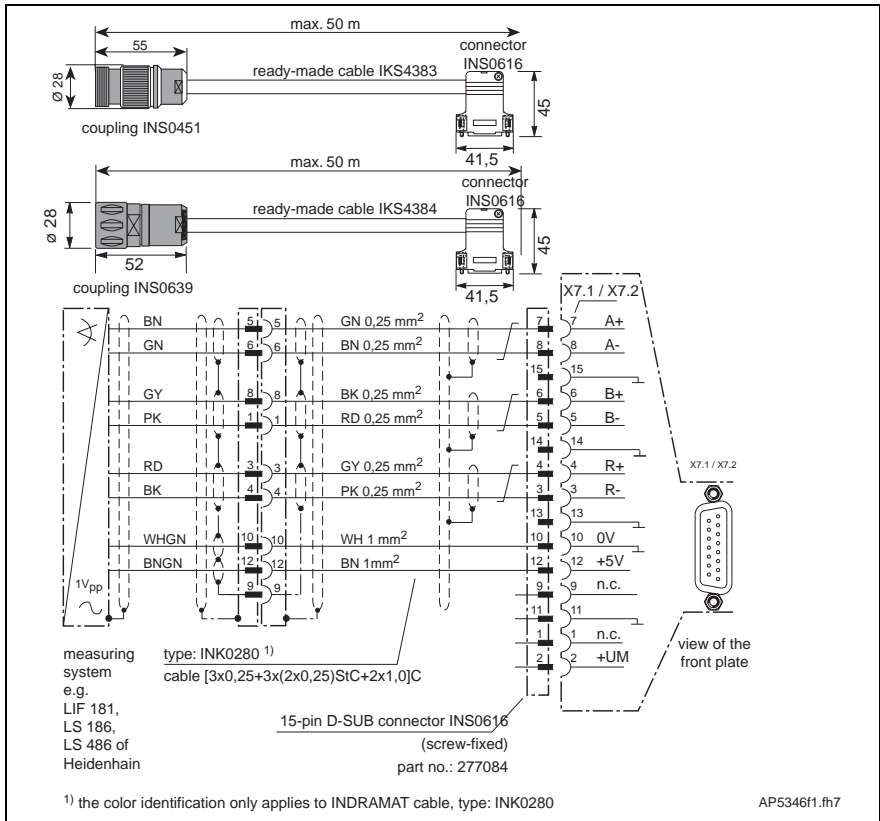 max. 50 m
55
connector
INS0616
ready-made cable IKS4383
Ø 28
45
coupling INS0451
41,5
max. 50 m
connector
INS0616
ready-made cable IKS4384
ø 28
45
52
coupling INS0639
41,5
X7.1 / X7.2
BN 5 5 GN 0,25 mm² 7 7 A+
GN 6 6 BN 0,25 mm² 8 8 A-
15 15
GY 8 8 BK 0,25 mm² 6 6 B+
PK 1 1 RD 0,25 mm² 5 5 B-
14 14
X7.1 / X7.2
RD 3 3 GY 0,25 mm² 4 4 R+
BK 4 4 PK 0,25 mm² 3 3 R-
13 13
WHGN 10 10 WH 1 mm² 10 10 0V
BNGN 12 12 BN 1mm² 12 12 +5V
1Vpp
9 9 9 9 n.c.
11 11
1 1 n.c.
2 2 +UM
view of the
front plate
measuring
system
e.g.
LIF 181,
LS 186,
LS 486 of
Heidenhain
type: INK0280 1)
cable [3x0,25+3x(2x0,25)StC+2x1,0]C
15-pin D-SUB connector INS0616
(screw-fixed)
part no.: 277084
1) the color identification only applies to INDRAMAT cable, type: INK0280
AP5346f1.fh7